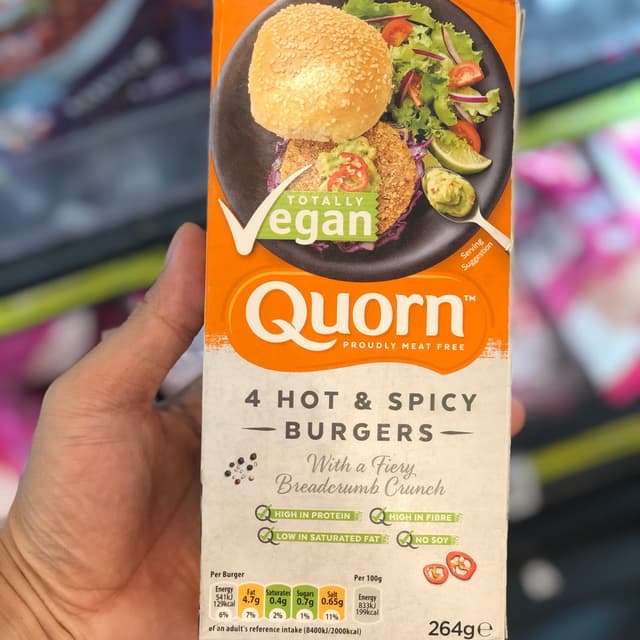 TOTALLY
Vegan
Serving
Suggestion
Quorn™
PROUDLY MEAT FREE
4 HOT & SPICY
BURGERS
With a Fiery
Breadcrumb Crunch
HIGH IN PROTEIN
HIGH IN FIBRE
LOW IN SATURATED FAT
NO SOY
Per Burger
Per 100g
Energy
541kJ
129kcal
6%
Fat
4.7g
7%
Saturates
0.4g
2%
Sugars
0.7g
1%
Salt
0.65g
11%
Energy
833kJ
199kcal
of an adult's reference intake (8400kJ/2000kcal)
264g℮